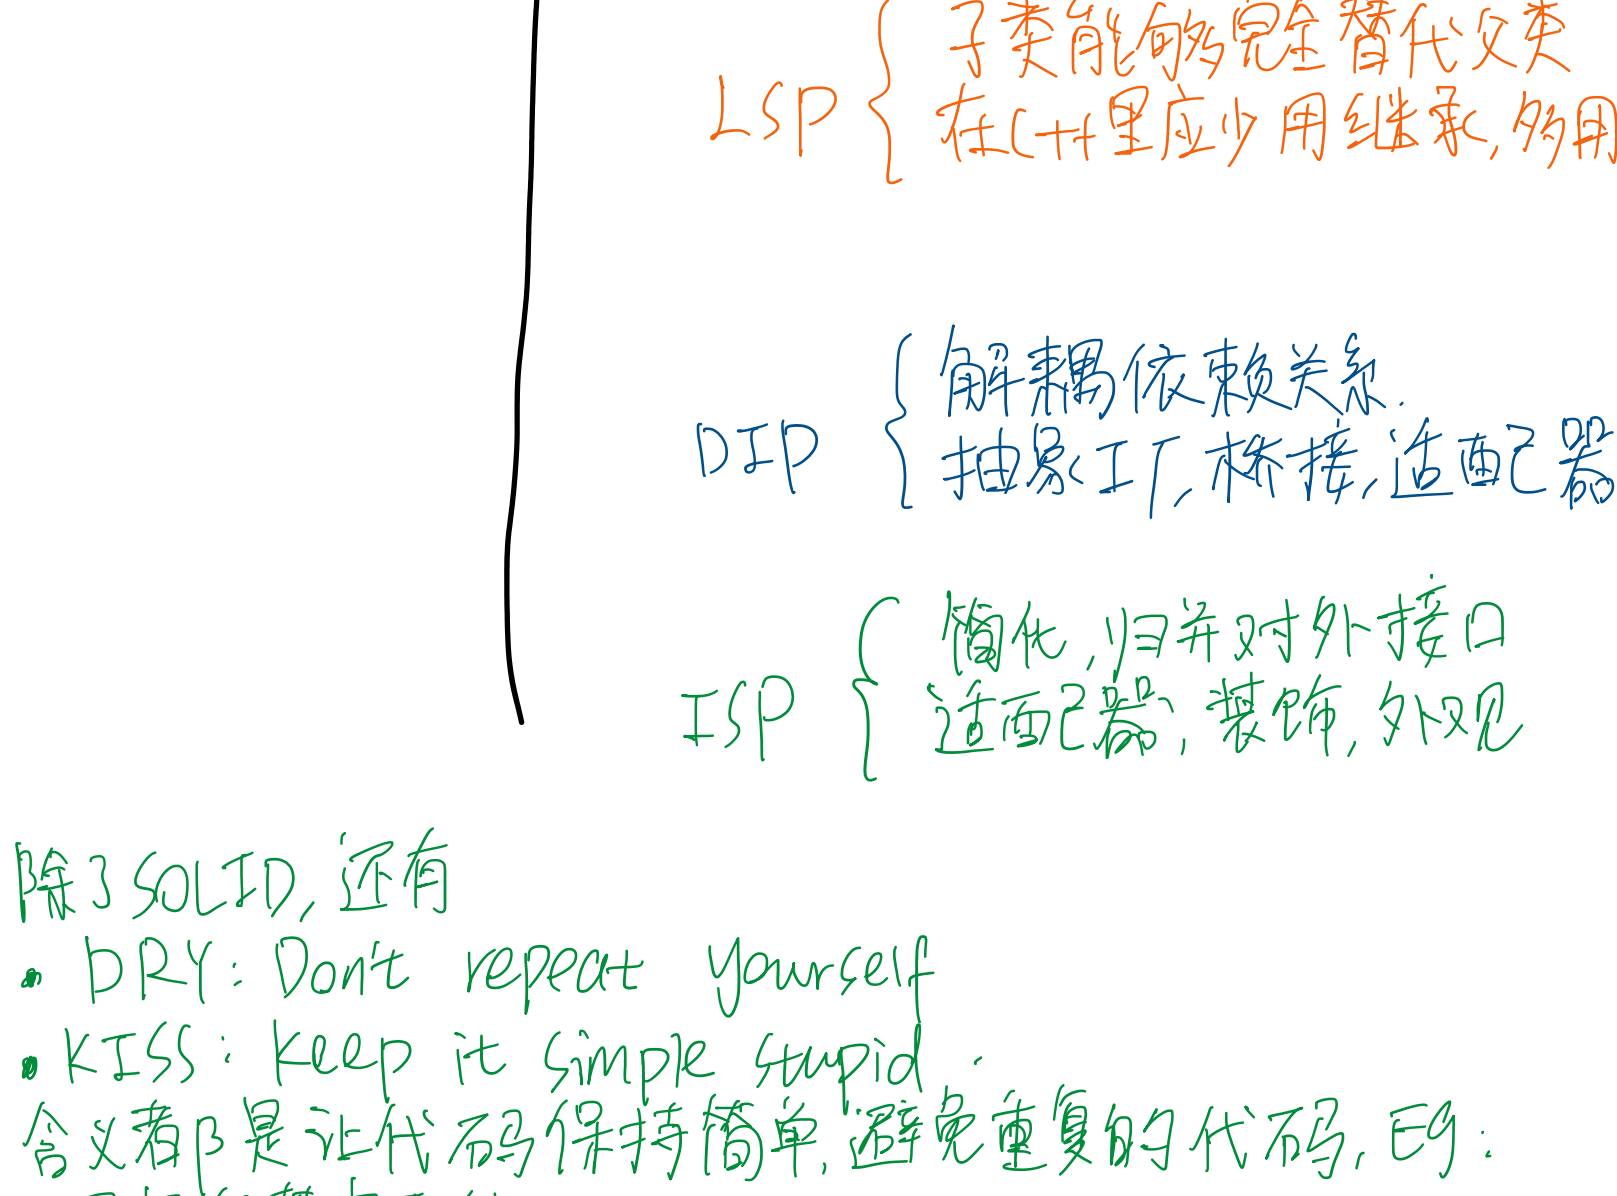 子类能够完全替代父类
LSP
在C++里应少用继承,多用
解耦依赖关系.
DIP
抽象工厂,桥接,适配器
简化,归并对外接口
ISP
适配器,装饰,外观
除了SOLID,还有
• DRY: Don't repeat yourself
• KISS: Keep it simple stupid.
含义都是让代码保持简单,避免重复的代码, Eg: